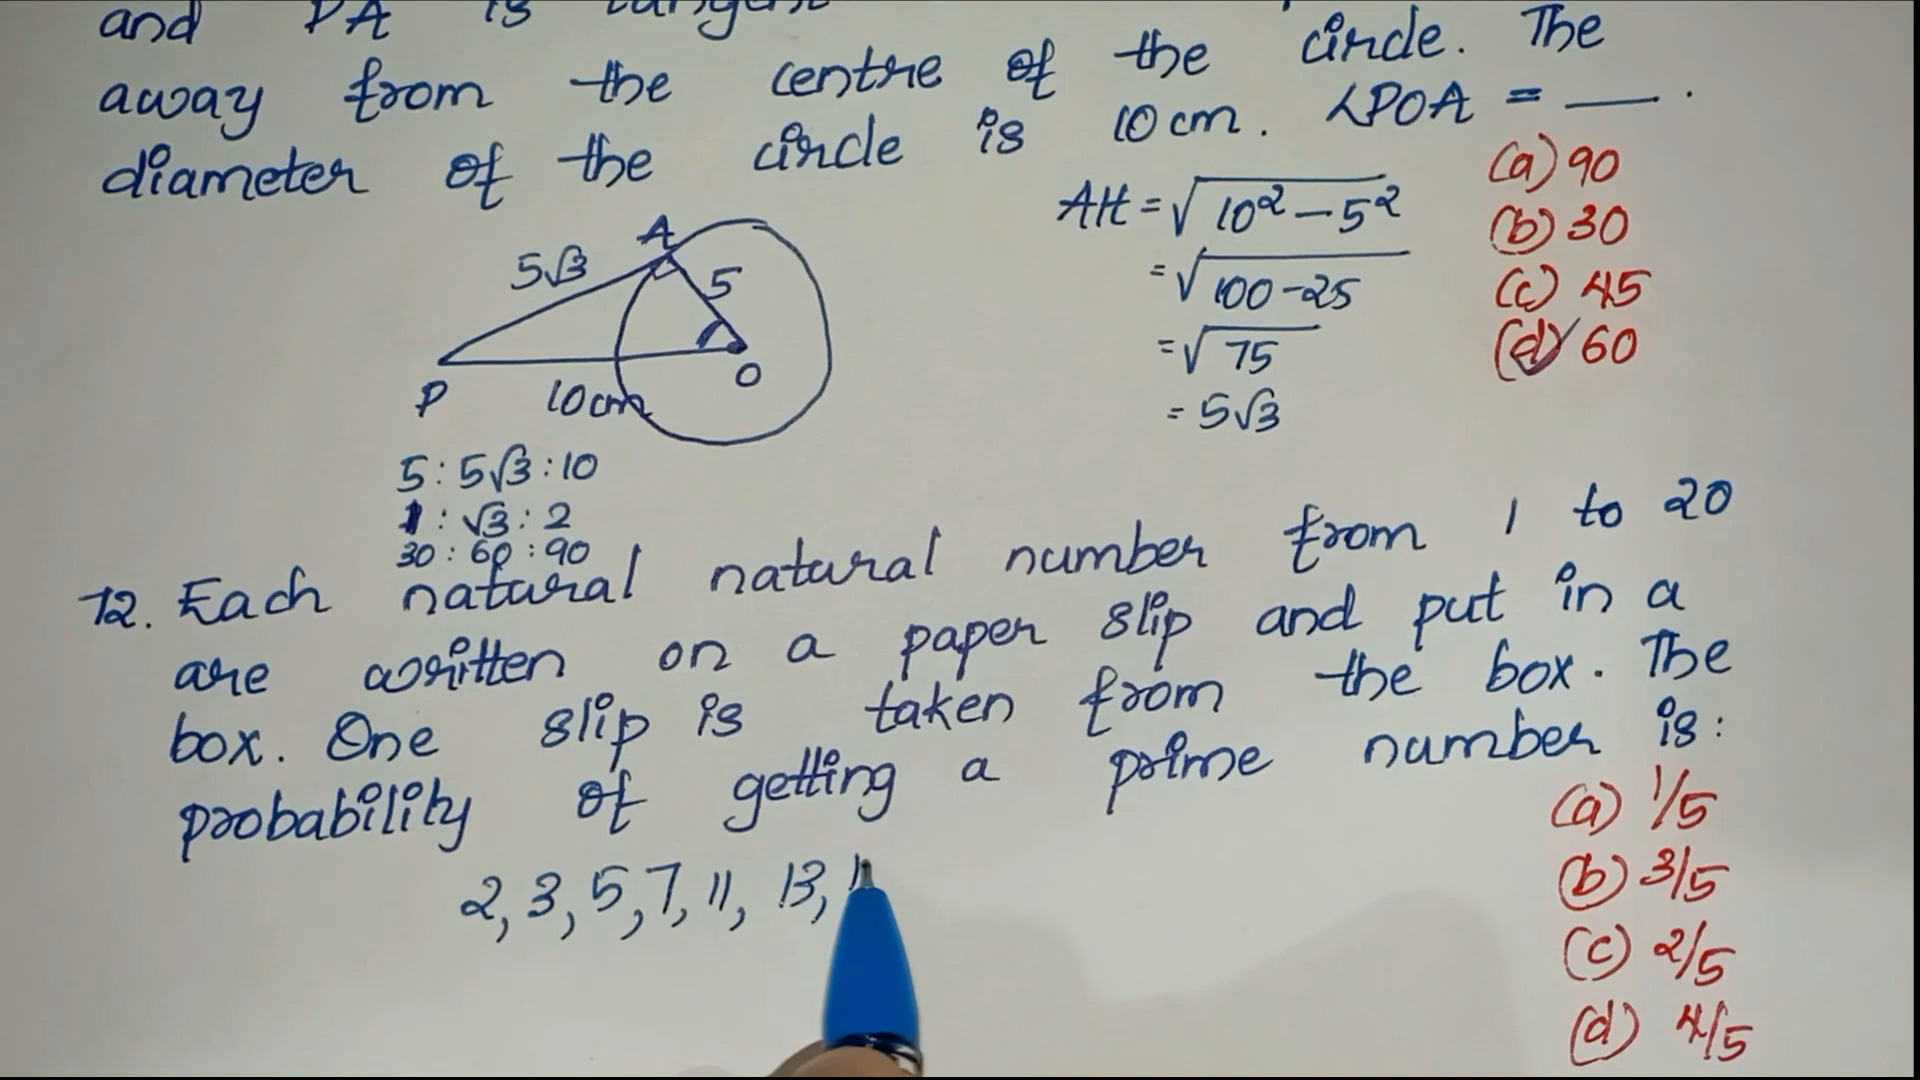 and PA is tangent
away from the centre of the circle. The
diameter of the circle is 10cm. ∠POA = ___.
(a) 90
(b) 30
(c) 45
(d) 60
AH = √10² - 5²
= √100-25
= √75
= 5√3
A
5√3
5
P
10cm
O
5 : 5√3 : 10
1 : √3 : 2
30 : 60 : 90
12. Each natural natural number from 1 to 20
are written on a paper slip and put in a
box. One slip is taken from the box. The
probability of getting a prime number is:
(a) 1/5
(b) 3/5
(c) 2/5
(d) 4/5
2, 3, 5, 7, 11, 13, 1